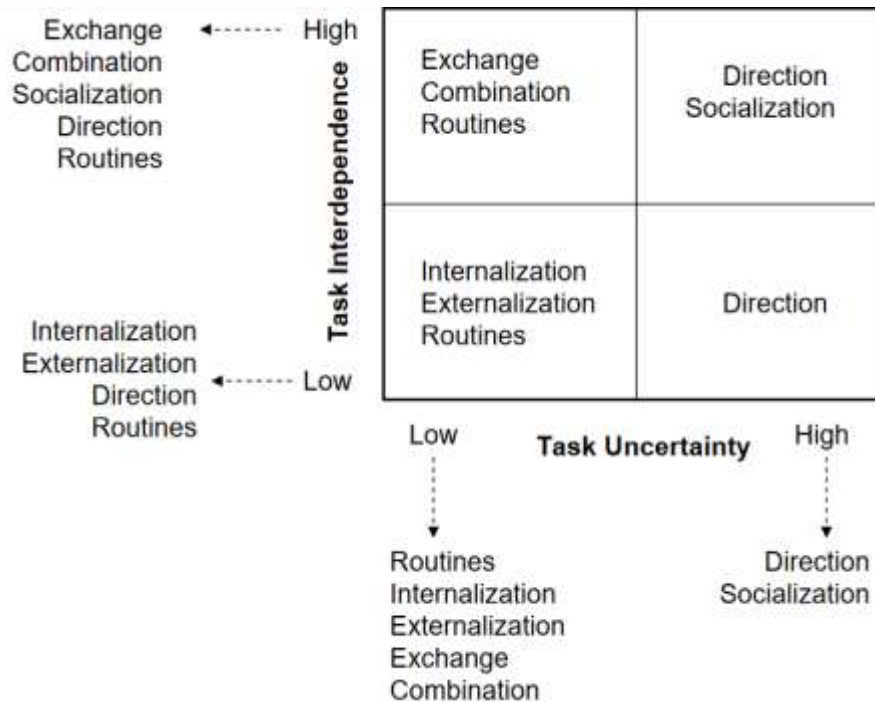 Exchange
Combination
Socialization
Direction
Routines
High
Exchange
Combination
Routines
Direction
Socialization
Task Interdependence
Internalization
Externalization
Direction
Routines
Low
Internalization
Externalization
Routines
Direction
Low
Task Uncertainty
High
Routines
Internalization
Externalization
Exchange
Combination
Direction
Socialization